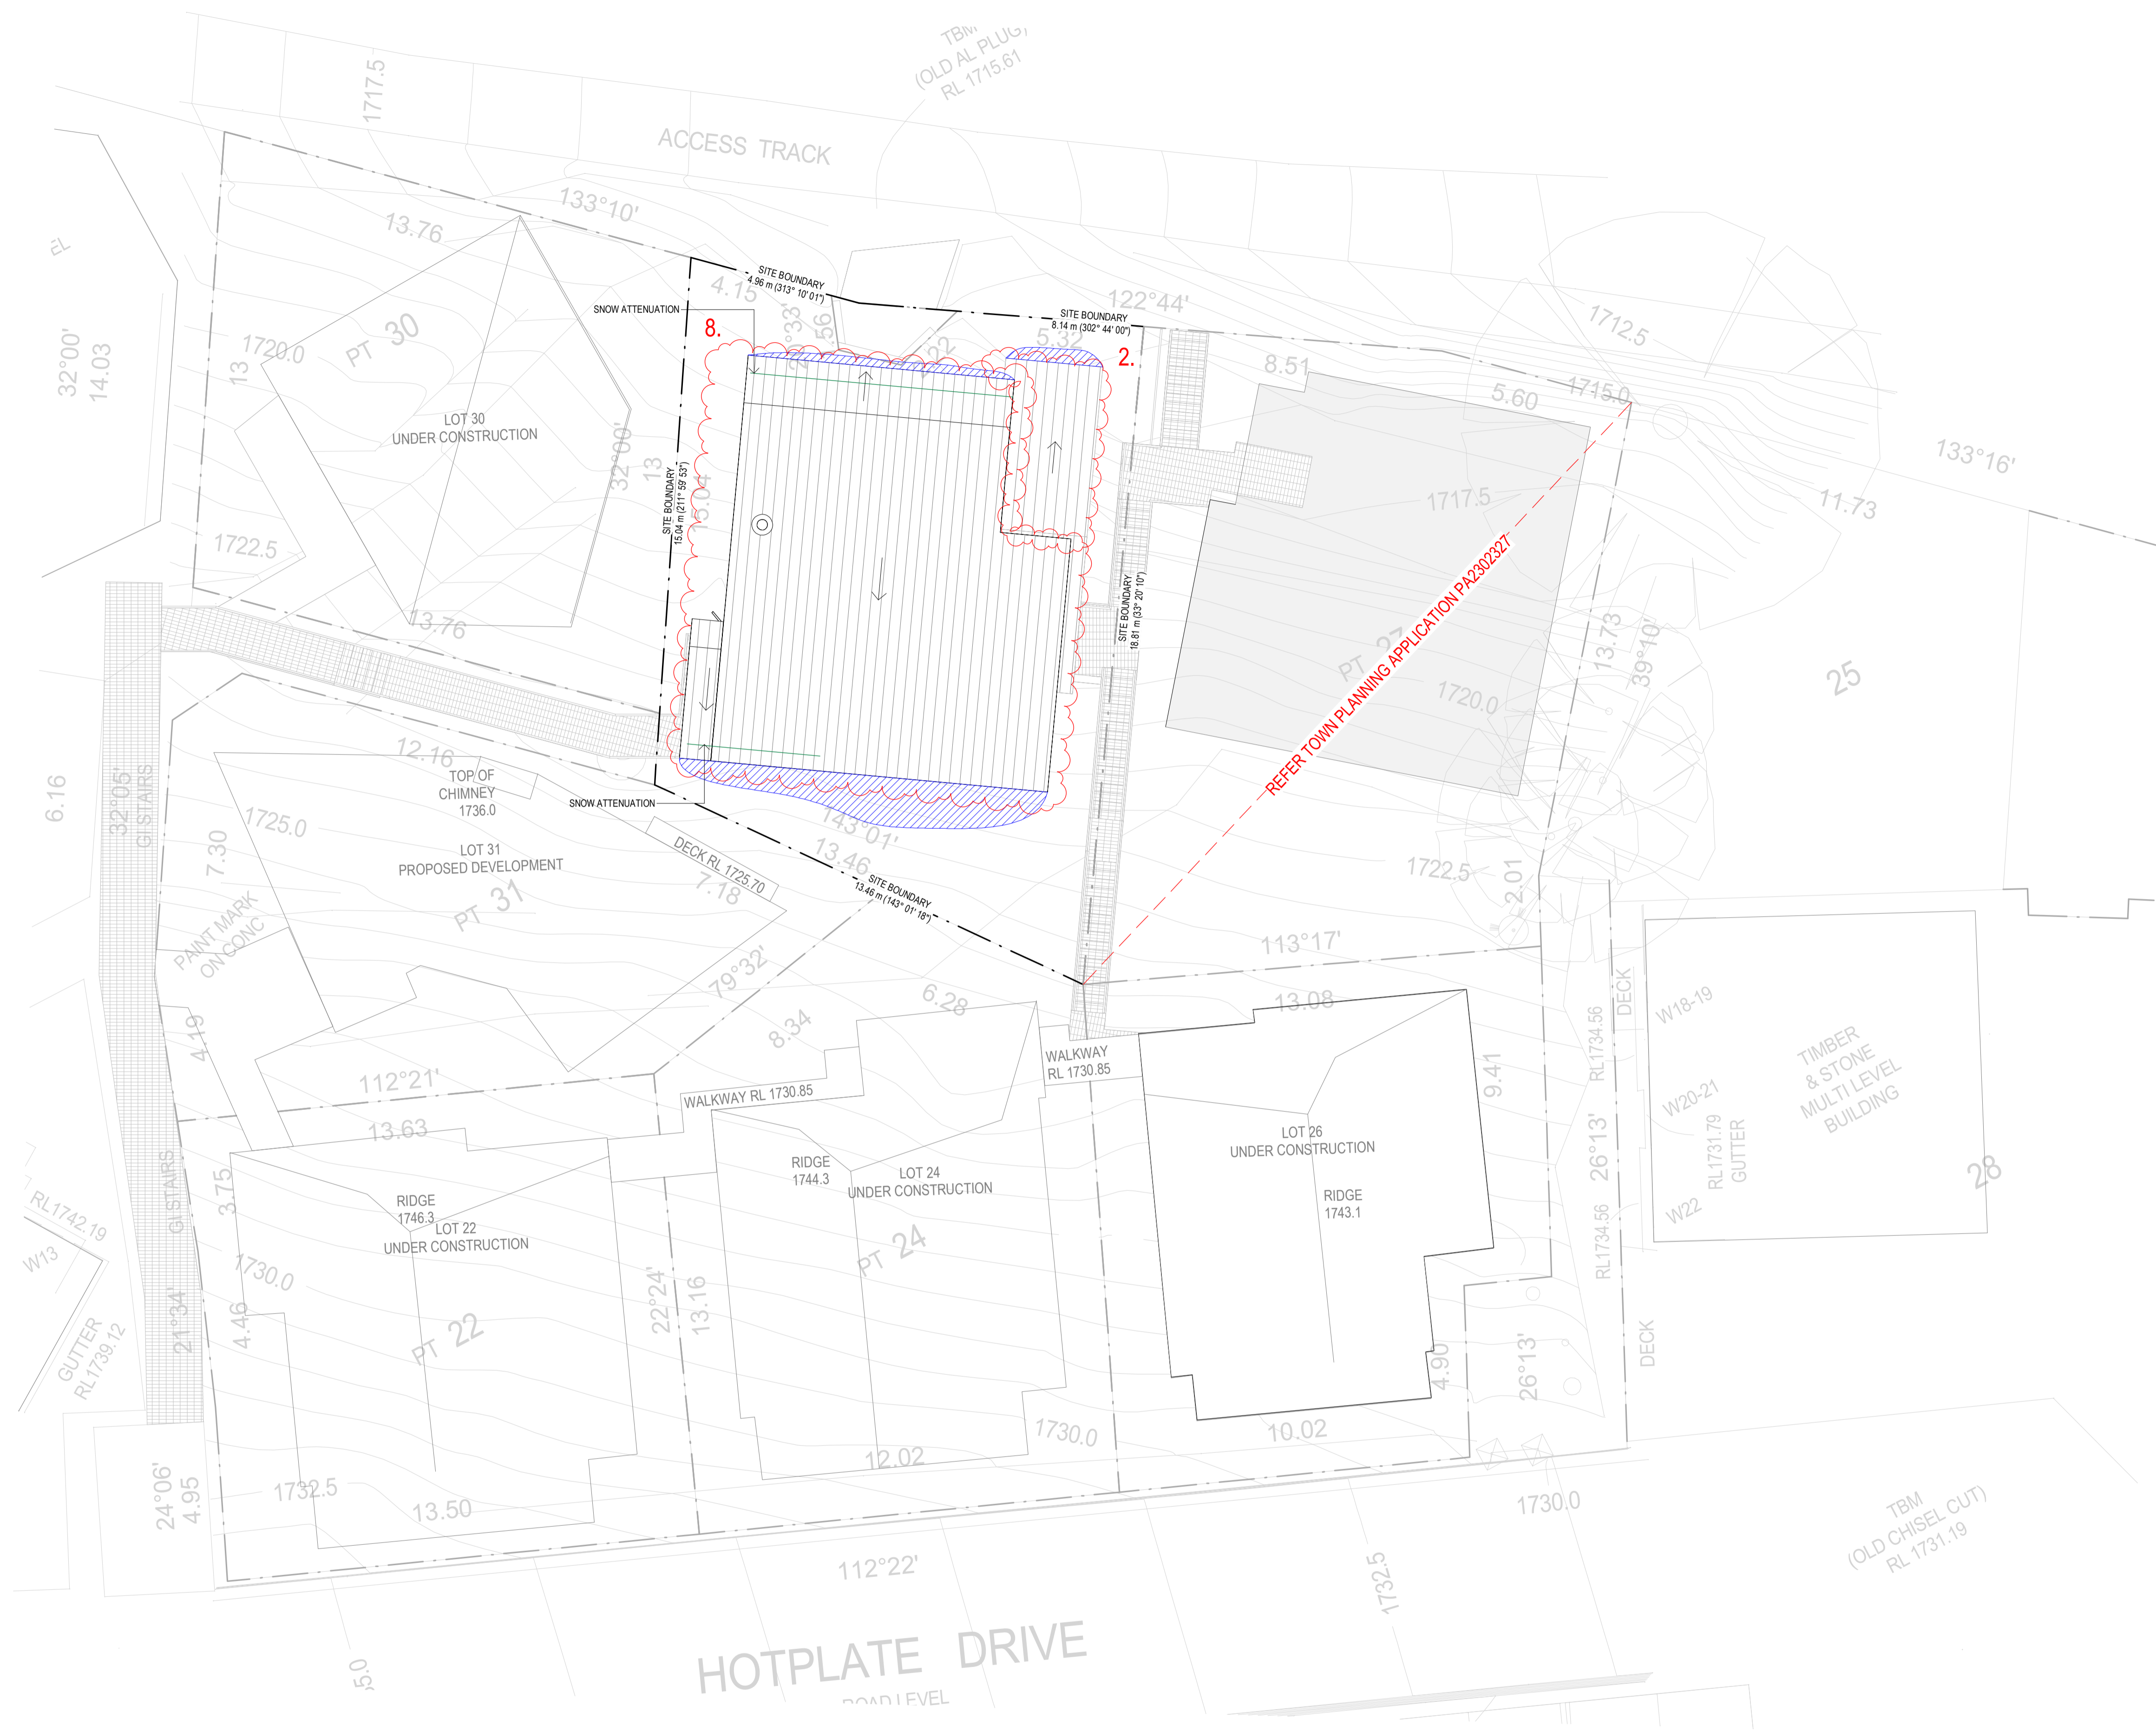 TBM
(OLD AL PLUG)
RL 1715.61
1717.5
ACCESS TRACK
133°10'
13.76
SITE BOUNDARY
4.96 m (313° 10' 01")
4.15
SNOW ATTENUATION
8.
122°44'
SITE BOUNDARY
8.14 m (302° 44' 00")
5.32
2.
1712.5
8.51
5.60
1715.0
133°16'
11.73
32°00'
14.03
13
1720.0
PT 30
LOT 30
UNDER CONSTRUCTION
32°00'
13
SITE BOUNDARY
15.04 m (211° 59' 53")
15.04
1717.5
1722.5
13.76
SITE BOUNDARY
18.81 m (33° 20' 10")
REFER TOWN PLANNING APPLICATION PA2302327
PT 27
1720.0
13.73
39°10'
25
6.16
32°05'
GI STAIRS
12.16
TOP OF
CHIMNEY
1736.0
SNOW ATTENUATION
1725.0
7.30
LOT 31
PROPOSED DEVELOPMENT
PT 31
DECK RL 1725.70
7.18
143°01'
13.46
SITE BOUNDARY
13.46 m (143° 01' 18")
1722.5
2.01
PAINT MARK
ON CONC
79°32'
8.34
6.28
113°17'
13.08
4.19
112°21'
13.63
WALKWAY RL 1730.85
WALKWAY
RL 1730.85
9.41
DECK
RL1734.56
W18-19
TIMBER
& STONE
MULTI LEVEL
BUILDING
W20-21
RL1731.79
GUTTER
W22
28
26°13'
RL1734.56
LOT 26
UNDER CONSTRUCTION
RIDGE
1743.1
RIDGE
1744.3
LOT 24
UNDER CONSTRUCTION
PT 24
RIDGE
1746.3
LOT 22
UNDER CONSTRUCTION
PT 22
3.75
GI STAIRS
RL1742.19
W13
GUTTER
RL1739.12
21°34'
4.46
1730.0
22°24'
13.16
4.90
26°13'
DECK
24°06'
4.95
1732.5
13.50
12.02
1730.0
10.02
1730.0
TBM
(OLD CHISEL CUT)
RL 1731.19
112°22'
1732.5
HOTPLATE DRIVE
ROAD LEVEL